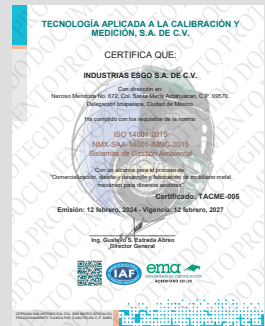 TECNOLOGÍA APLICADA A LA CALIBRACIÓN Y
MEDICIÓN, S.A. DE C.V.
CERTIFICA QUE:
INDUSTRIAS ESGO S.A. DE C.V.
Con dirección en:
Narciso Mendoza No. 672, Col. Santa María Aztahuacan, C.P. 09570,
Delegación Iztapalapa, Ciudad de México
Ha cumplido con los requisitos de la norma:
ISO 14001:2015
NMX-SAA-14001-IMNC-2015
Sistemas de Gestión Ambiental
Con un alcance para el proceso de:
"Comercialización, diseño y desarrollo y fabricación de mobiliario metal
mecánico para diversos sectores"
Certificado: TACME-005
Emisión: 12 febrero, 2024 - Vigencia: 12 febrero, 2027
Ing. Gustavo S. Estrada Abreo
Director General
IAF
ema
ORGANISMO DE CERTIFICACIÓN